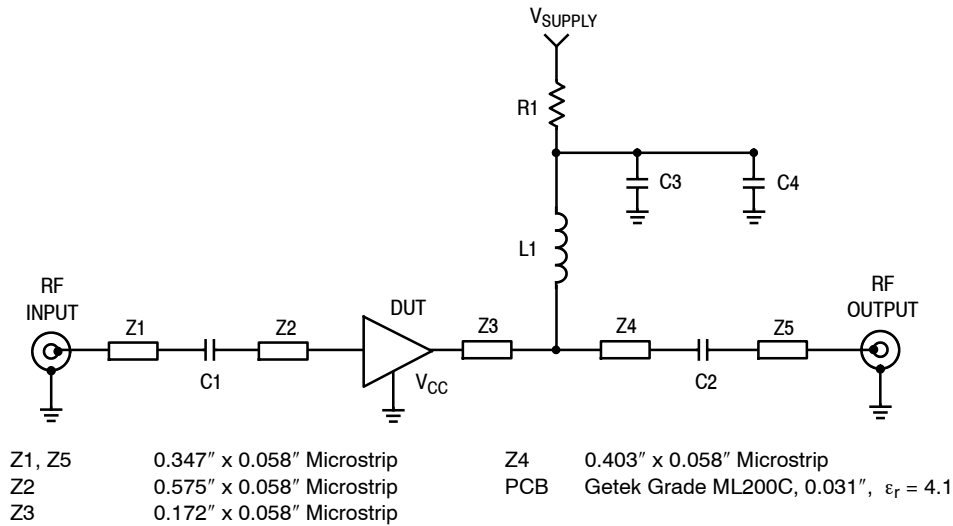 VSUPPLY
R1
C3
C4
L1
RF
INPUT
RF
OUTPUT
DUT
Z1
Z2
Z3
Z4
Z5
C1
VCC
C2
Z1, Z5 0.347″ x 0.058″ Microstrip
Z2 0.575″ x 0.058″ Microstrip
Z3 0.172″ x 0.058″ Microstrip
Z4 0.403″ x 0.058″ Microstrip
PCB Getek Grade ML200C, 0.031″, εr = 4.1